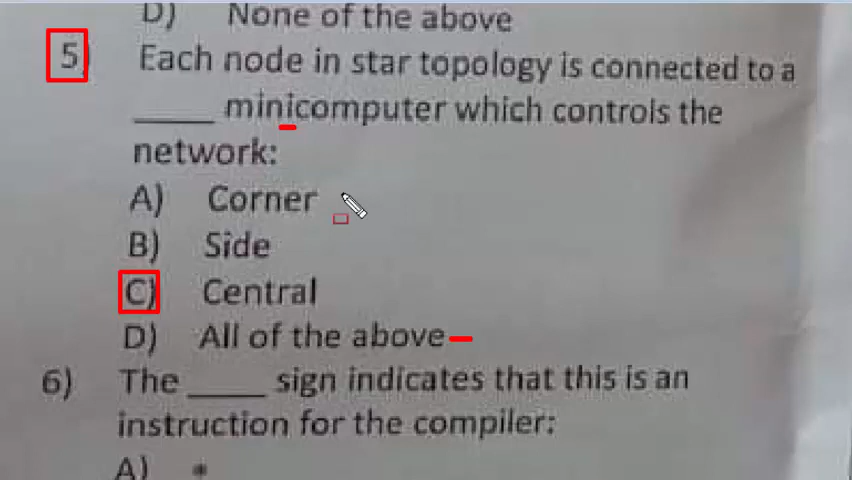 D) None of the above
5) Each node in star topology is connected to a
_____ minicomputer which controls the
network:
A) Corner
B) Side
C) Central
D) All of the above
6) The _____ sign indicates that this is an
instruction for the compiler:
A) *